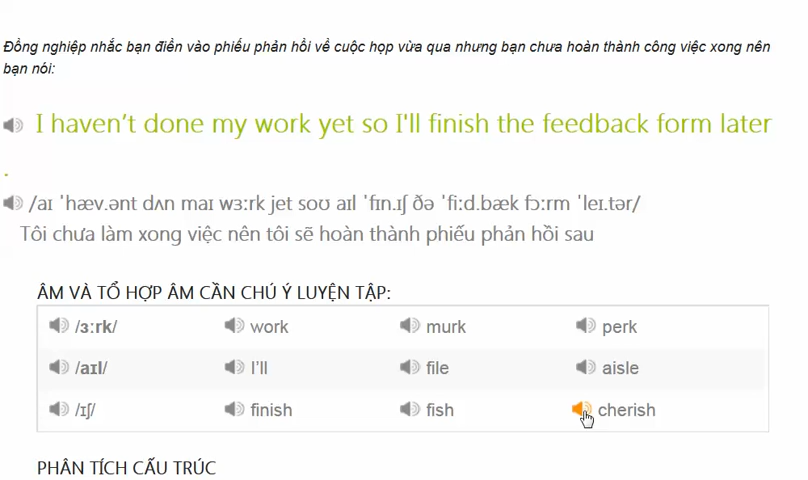 Đồng nghiệp nhắc bạn điền vào phiếu phản hồi về cuộc họp vừa qua nhưng bạn chưa hoàn thành công việc xong nên
bạn nói:
I haven't done my work yet so I'll finish the feedback form later
.
/aɪ ˈhæv.ənt dʌn maɪ wɜːrk jet soʊ aɪl ˈfɪn.ɪʃ ðə ˈfiːd.bæk fɔːrm ˈleɪ.tər/
Tôi chưa làm xong việc nên tôi sẽ hoàn thành phiếu phản hồi sau
ÂM VÀ TỔ HỢP ÂM CẦN CHÚ Ý LUYỆN TẬP:
/ɜːrk/ work murk perk
/aɪl/ I'll file aisle
/ɪʃ/ finish fish cherish
PHÂN TÍCH CẤU TRÚC